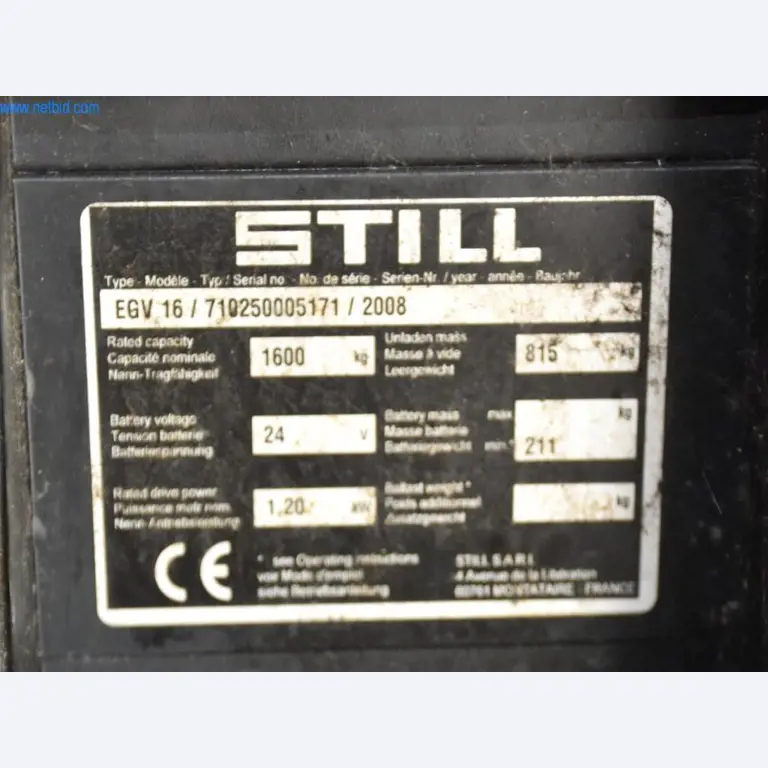 www.netbid.com
STILL
Type - Modèle - Typ / Serial no. - No. de série - Serien-Nr. / year - année - Baujahr
EGV 16 / 710250005171 / 2008
Rated capacity
Capacité nominale
Nenn-Tragfähigkeit
1600 kg
Unladen mass
Masse à vide
Leergewicht
815 kg
Battery voltage
Tension batterie
Batteriespannung
24 V
Battery mass max
Masse batterie
Batteriegewicht min.*
kg
211
Rated drive power
Puissance motr. nom.
Nenn-Antriebsleistung
1,20 kW
Ballast weight *
Poids additionnel
Zusatzgewicht
kg
CE
* see Operating instructions
voir Mode d'emploi
siehe Betriebsanleitung
STILL S.A.R.L
4 Avenue de la Libération
MONTATAIRE - FRANCE